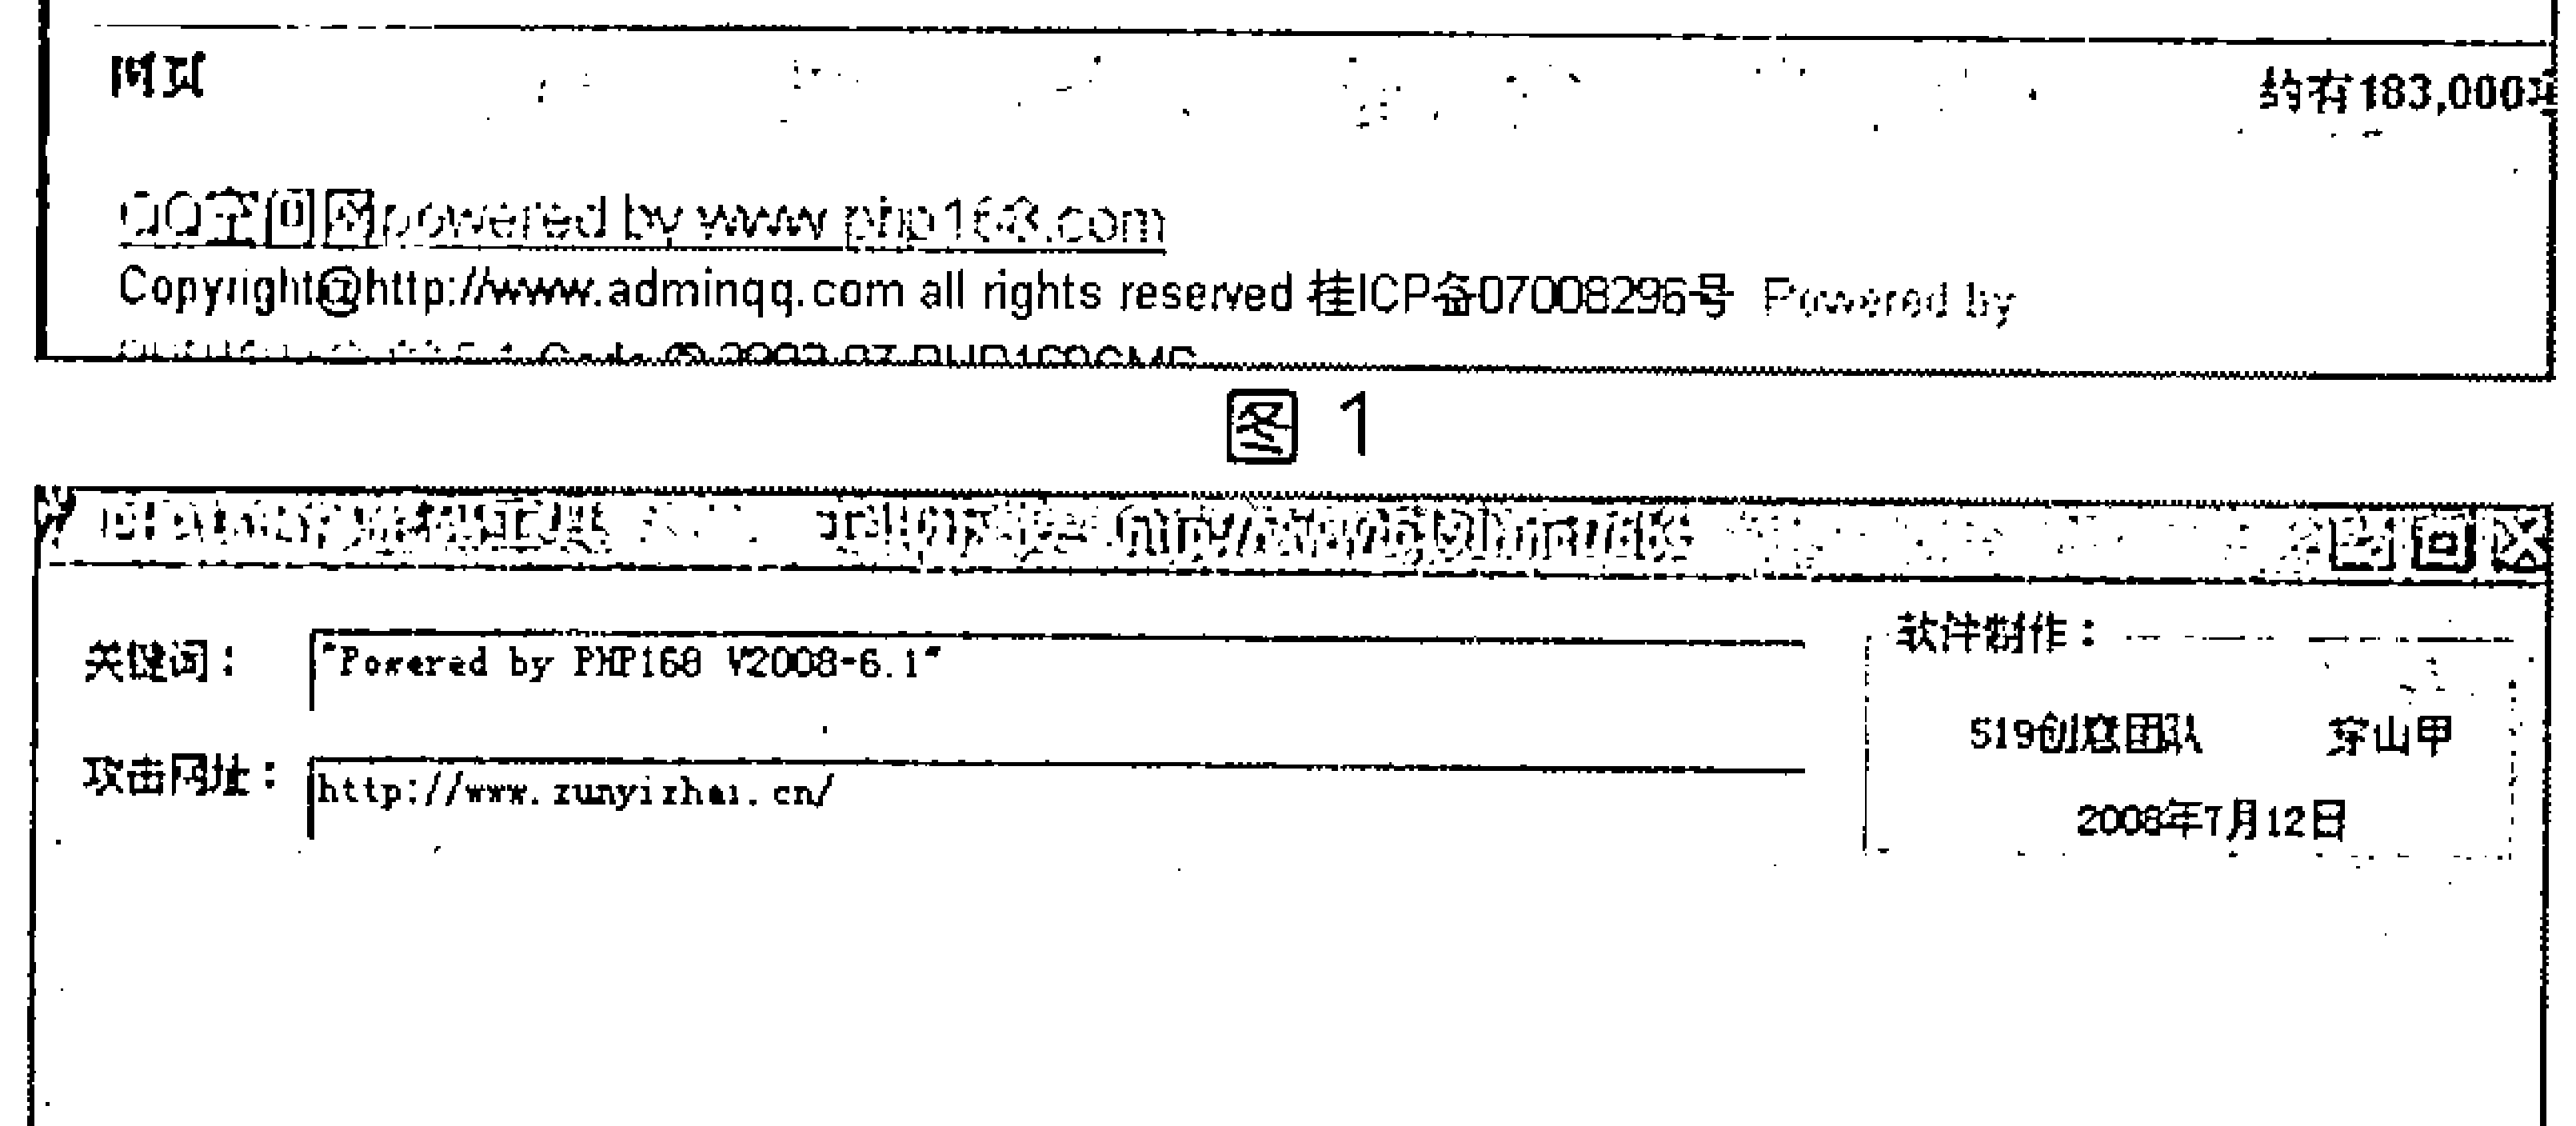 网页
约有183,000项
QQ空间网powered by www.php168.com
Copyright@http://www.adminqq.com all rights reserved 桂ICP备07008296号 Powered by
图 1
关键词：
"Powered by PHP168 V2008-6.1"
软件制作：
519创意团队 穿山甲
攻击网址：
http://www.zunyizhai.cn/
2008年7月12日